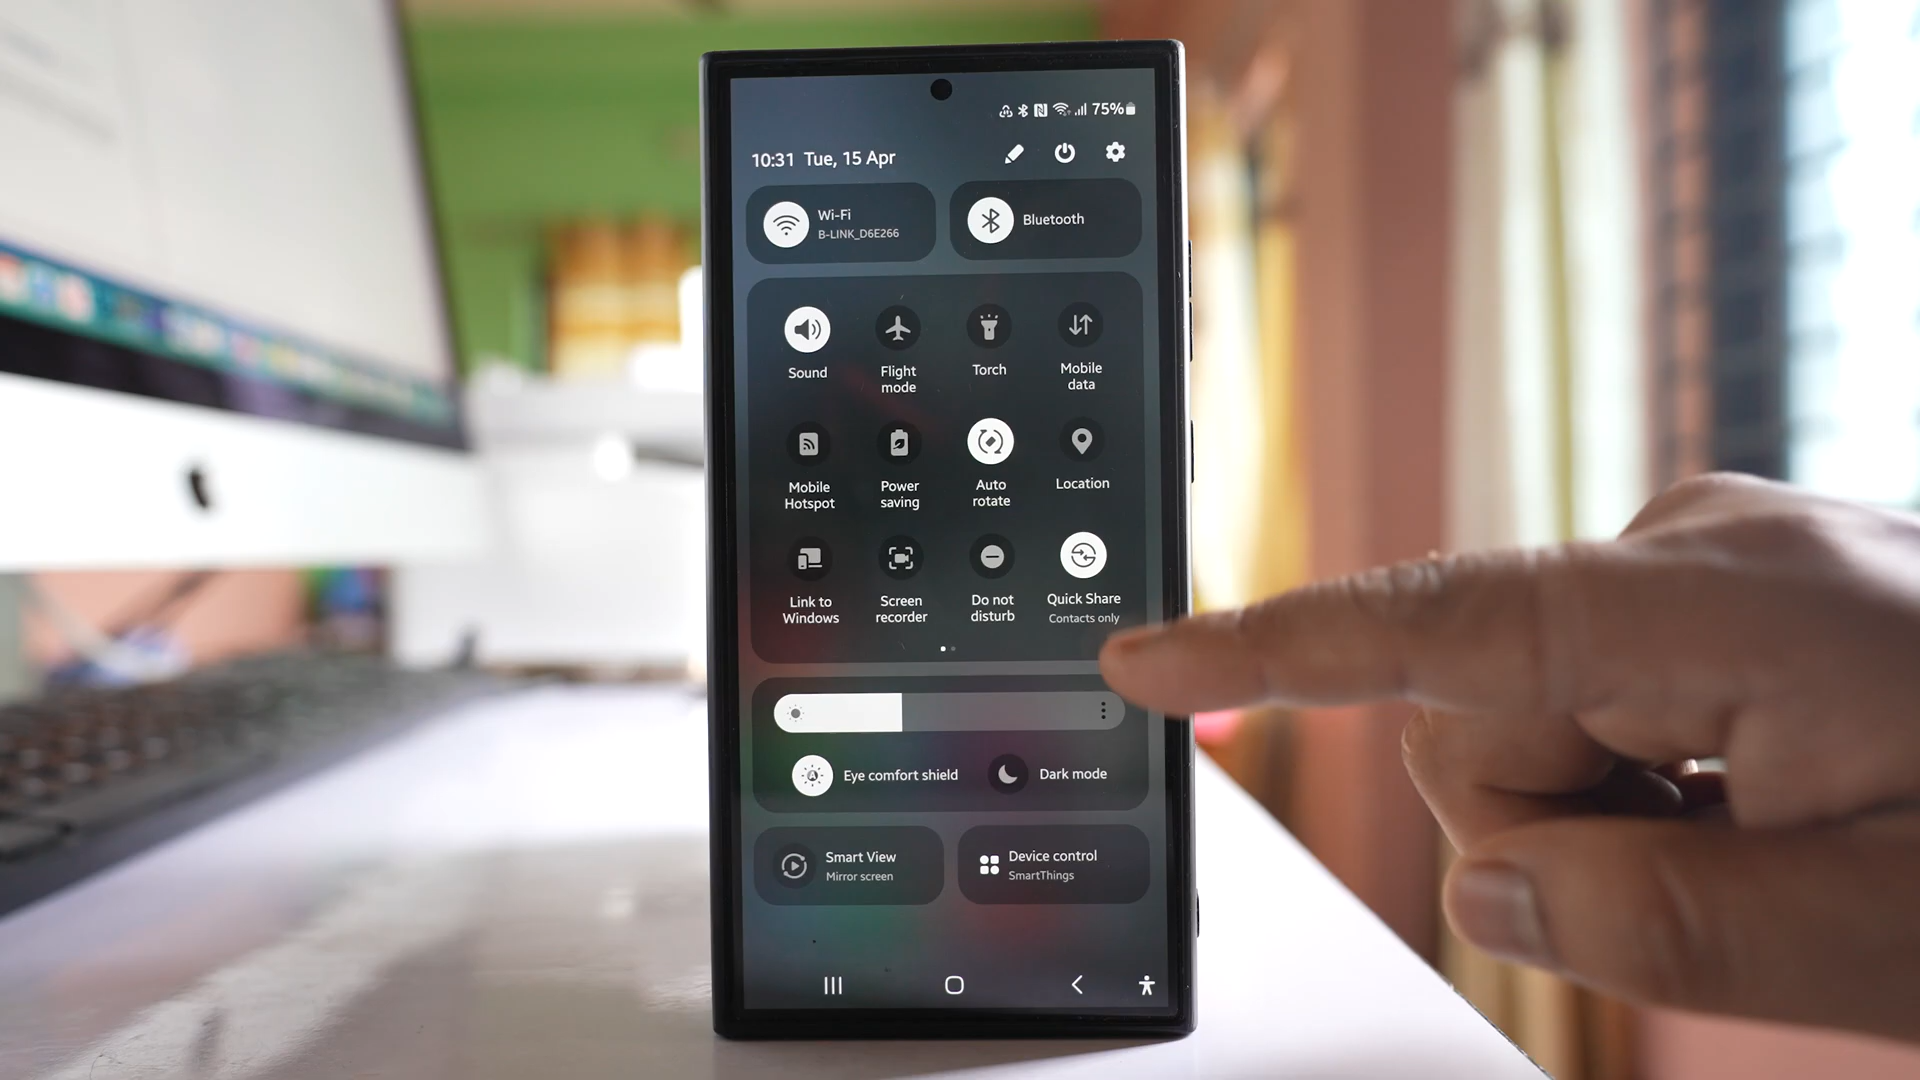 75%
10:31 Tue, 15 Apr
Wi-Fi
B-LINK_D6E266
Bluetooth
Sound
Flight
mode
Torch
Mobile
data
Mobile
Hotspot
Power
saving
Auto
rotate
Location
Link to
Windows
Screen
recorder
Do not
disturb
Quick Share
Contacts only
Eye comfort shield
Dark mode
Smart View
Mirror screen
Device control
SmartThings